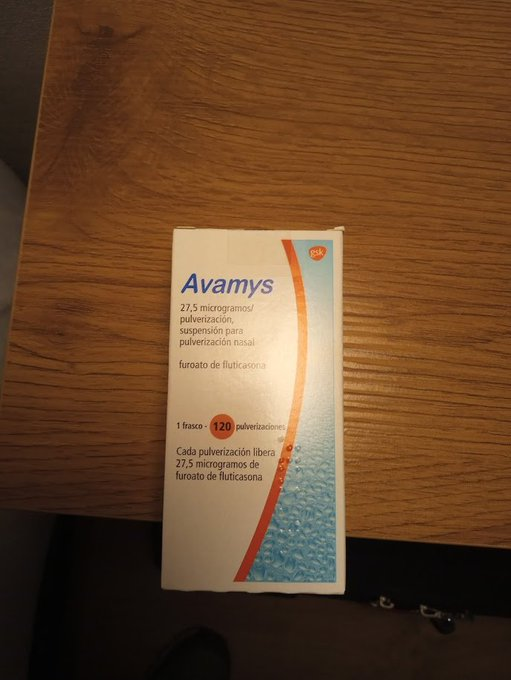 gsk
Avamys
27,5 microgramos/
pulverización,
suspensión para
pulverización nasal
furoato de fluticasona
1 frasco - 120 pulverizaciones
Cada pulverización libera
27,5 microgramos de
furoato de fluticasona